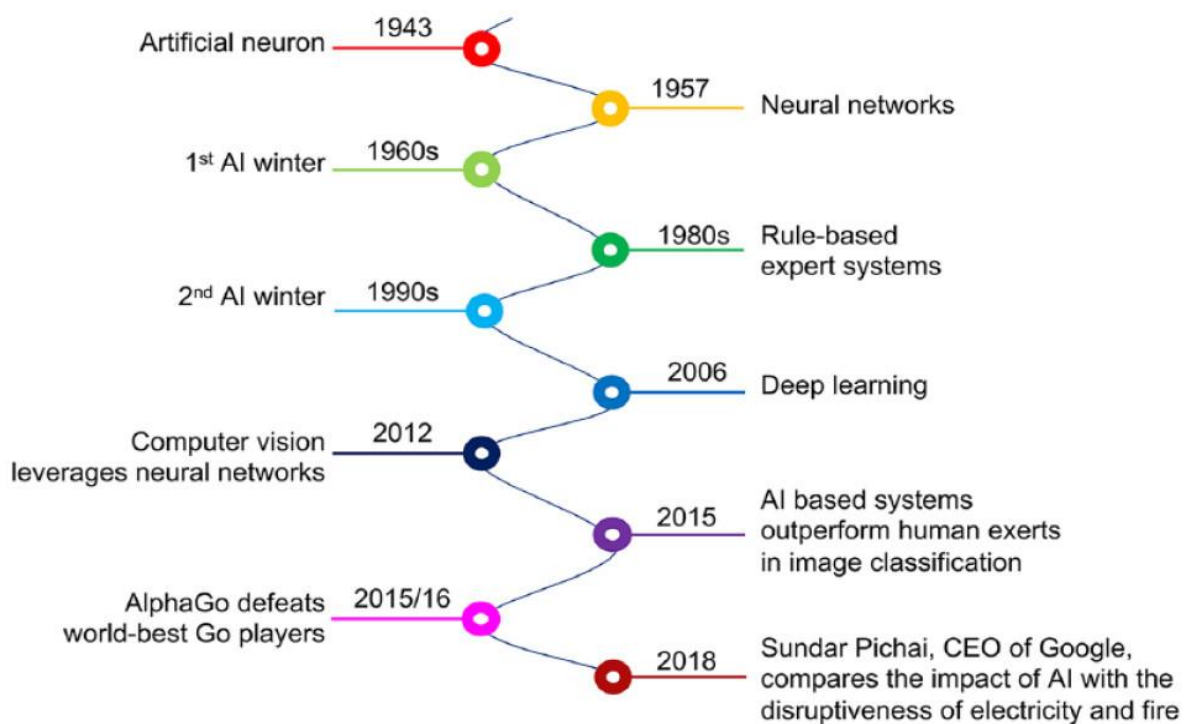 1943
Artificial neuron
1957
Neural networks
1960s
1st AI winter
1980s
Rule-based
expert systems
1990s
2nd AI winter
2006
Deep learning
2012
Computer vision
leverages neural networks
2015
AI based systems
outperform human exerts
in image classification
2015/16
AlphaGo defeats
world-best Go players
2018
Sundar Pichai, CEO of Google,
compares the impact of AI with the
disruptiveness of electricity and fire